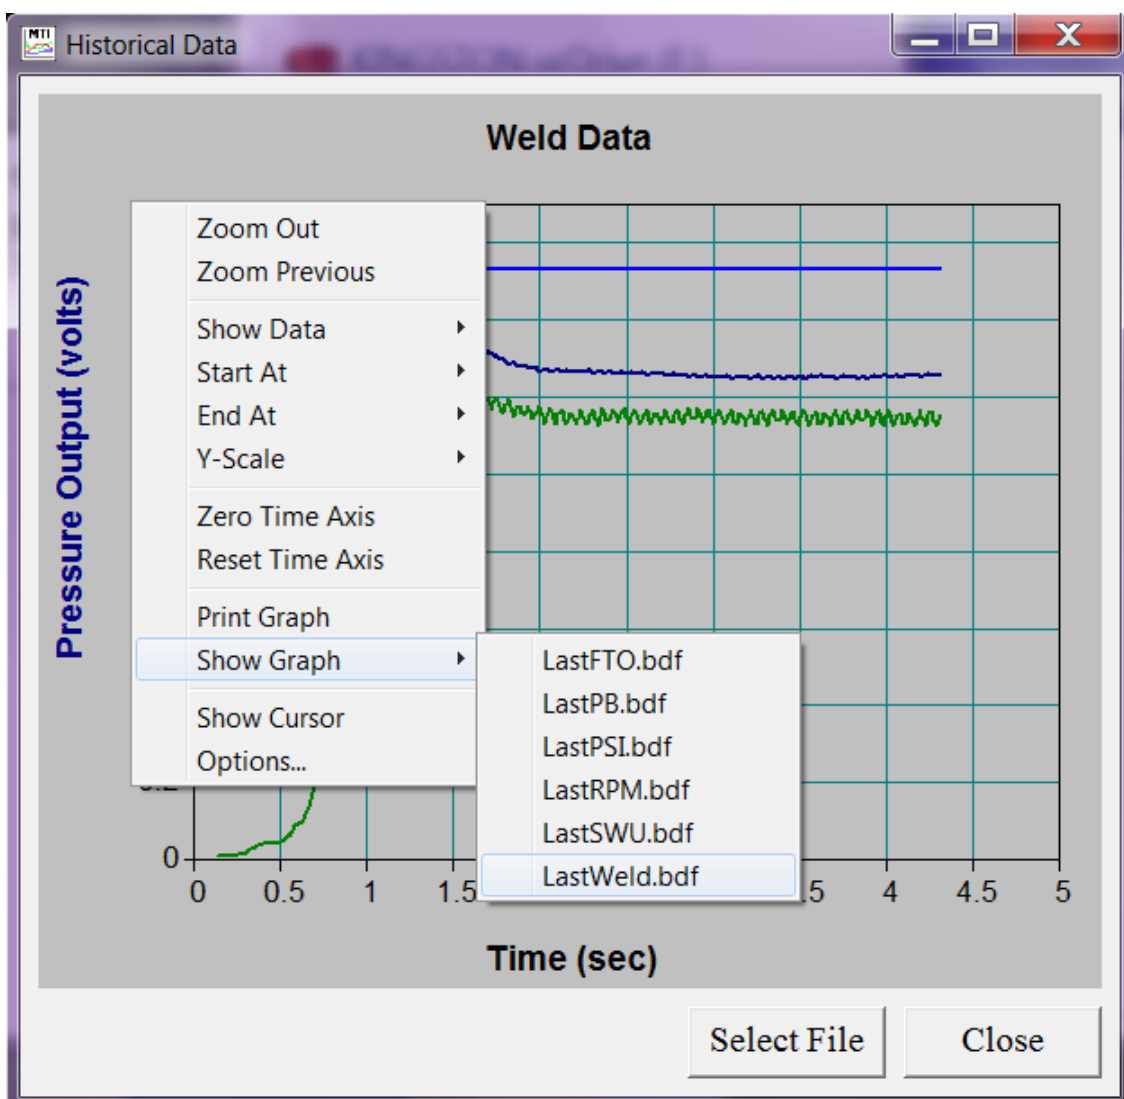 MTI
Historical Data
X
Weld Data
Pressure Output (volts)
Zoom Out
Zoom Previous
Show Data
Start At
End At
Y-Scale
Zero Time Axis
Reset Time Axis
Print Graph
Show Graph
Show Cursor
Options...
LastFTO.bdf
LastPB.bdf
LastPSI.bdf
LastRPM.bdf
LastSWU.bdf
LastWeld.bdf
0
0 0.5 1 1.5 .5 4 4.5 5
Time (sec)
Select File Close